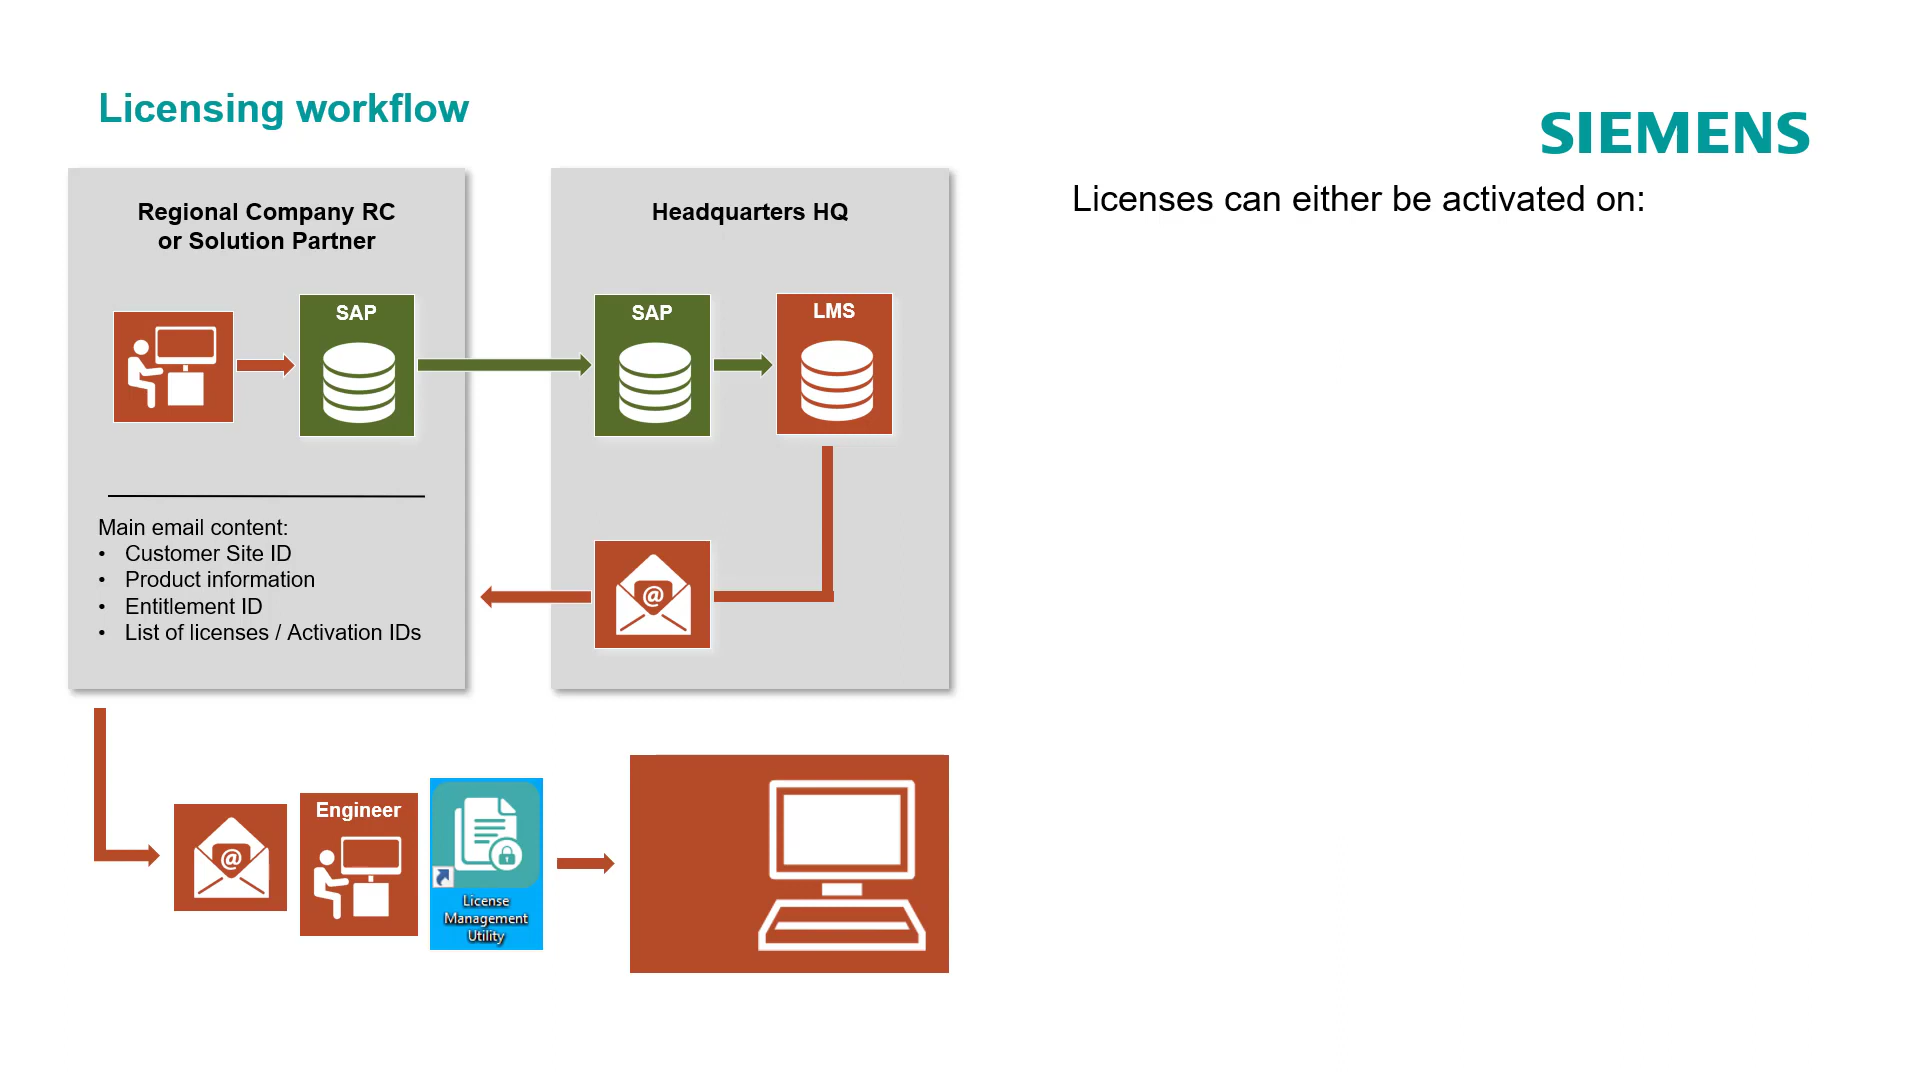 Licensing workflow
SIEMENS
Regional Company RC
or Solution Partner
SAP
Main email content:
• Customer Site ID
• Product information
• Entitlement ID
• List of licenses / Activation IDs
Headquarters HQ
SAP
LMS
@
Licenses can either be activated on:
@
Engineer
License
Management
Utility